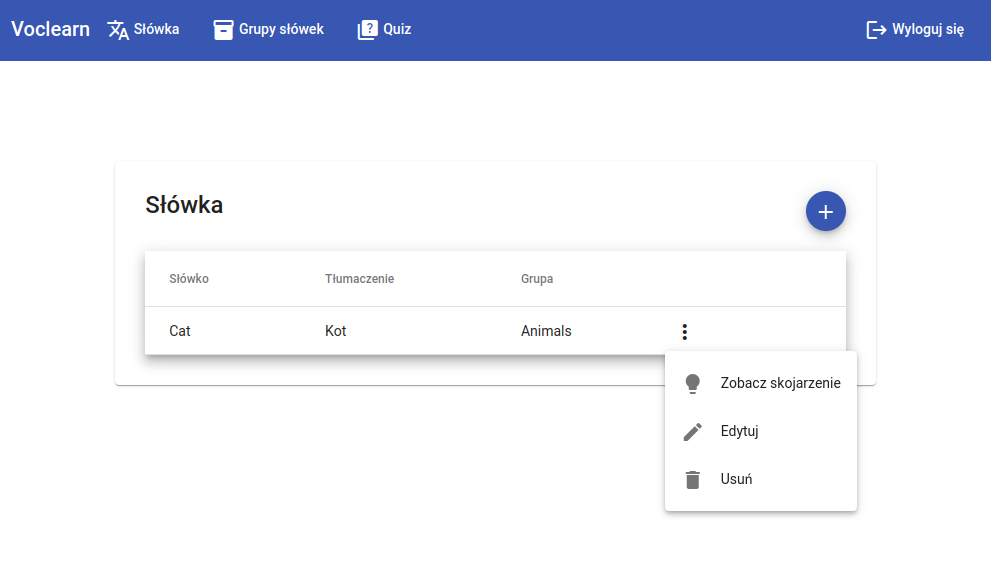 Voclearn Słówka Grupy słówek Quiz Wyloguj się
Słówka
Słówko Tłumaczenie Grupa
Cat Kot Animals
Zobacz skojarzenie
Edytuj
Usuń